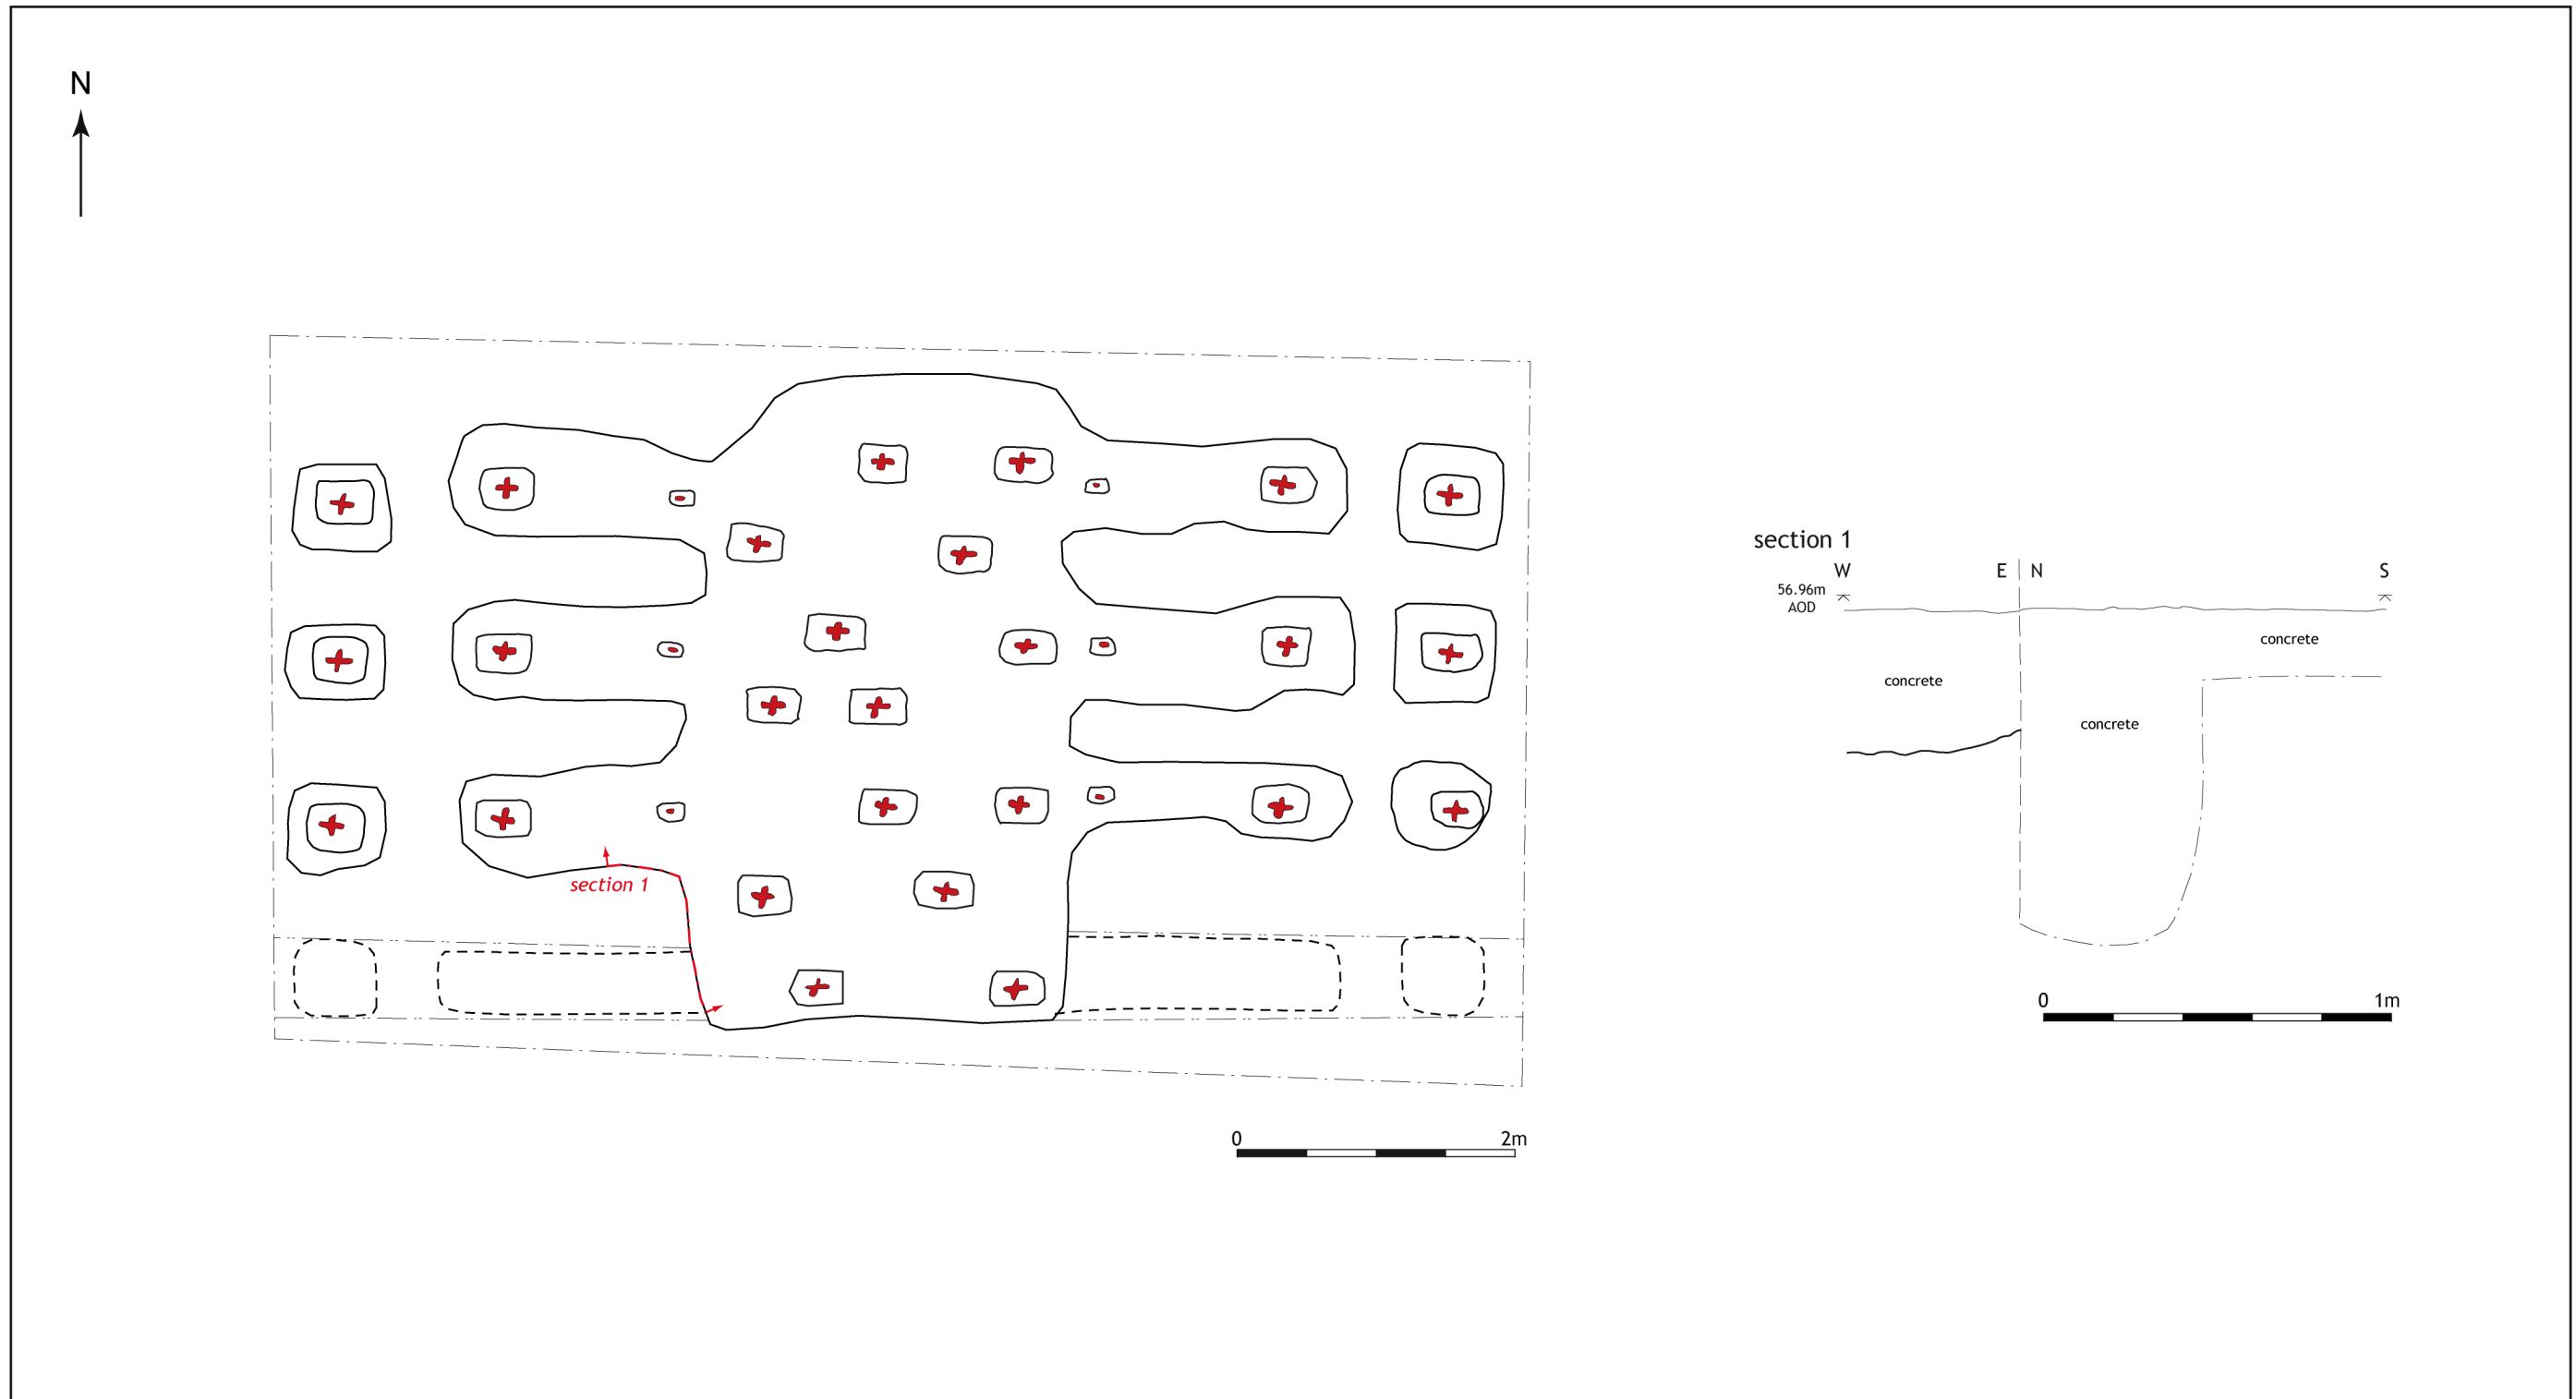 N
section 1
W E N S
56.96m
AOD
concrete
concrete
concrete
section 1
0 1m
0 2m